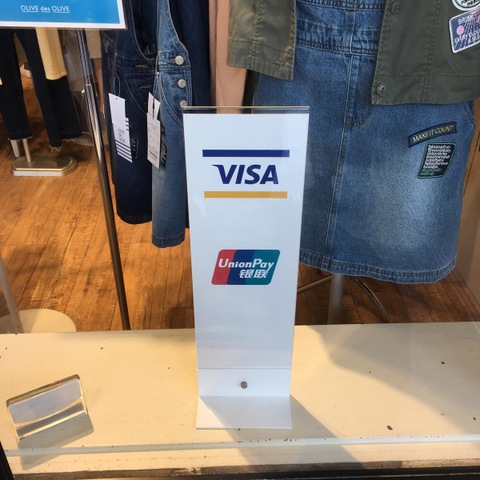 OLIVE des OLIVE
VISA
UnionPay
银联
MAKE IT COUNT